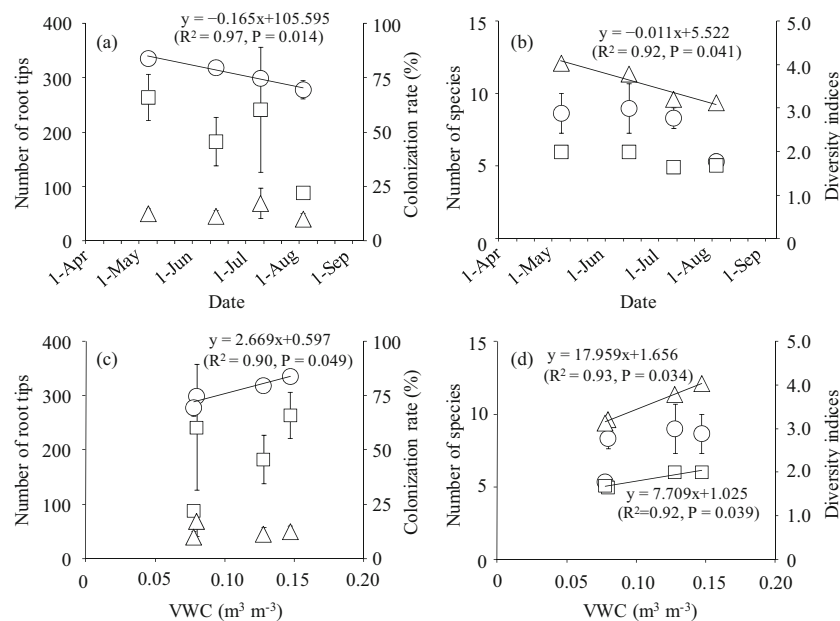 y = −0.165x+105.595
(R² = 0.97, P = 0.014)
(a)
400
300
200
100
0
Number of root tips
100
75
50
25
0
Colonization rate (%)
1-Apr
1-May
1-Jun
1-Jul
1-Aug
1-Sep
Date
y = −0.011x+5.522
(R² = 0.92, P = 0.041)
(b)
15
10
5
0
Number of species
5.0
4.0
3.0
2.0
1.0
0
Diversity indices
1-Apr
1-May
1-Jun
1-Jul
1-Aug
1-Sep
Date
y = 2.669x+0.597
(R² = 0.90, P = 0.049)
(c)
400
300
200
100
0
Number of root tips
100
75
50
25
0
Colonization rate (%)
0
0.05
0.10
0.15
0.20
VWC (m³ m⁻³)
y = 17.959x+1.656
(R² = 0.93, P = 0.034)
(d)
15
10
5
0
Number of species
5.0
4.0
3.0
2.0
1.0
0
Diversity indices
y = 7.709x+1.025
(R²=0.92, P = 0.039)
0
0.05
0.10
0.15
0.20
VWC (m³ m⁻³)